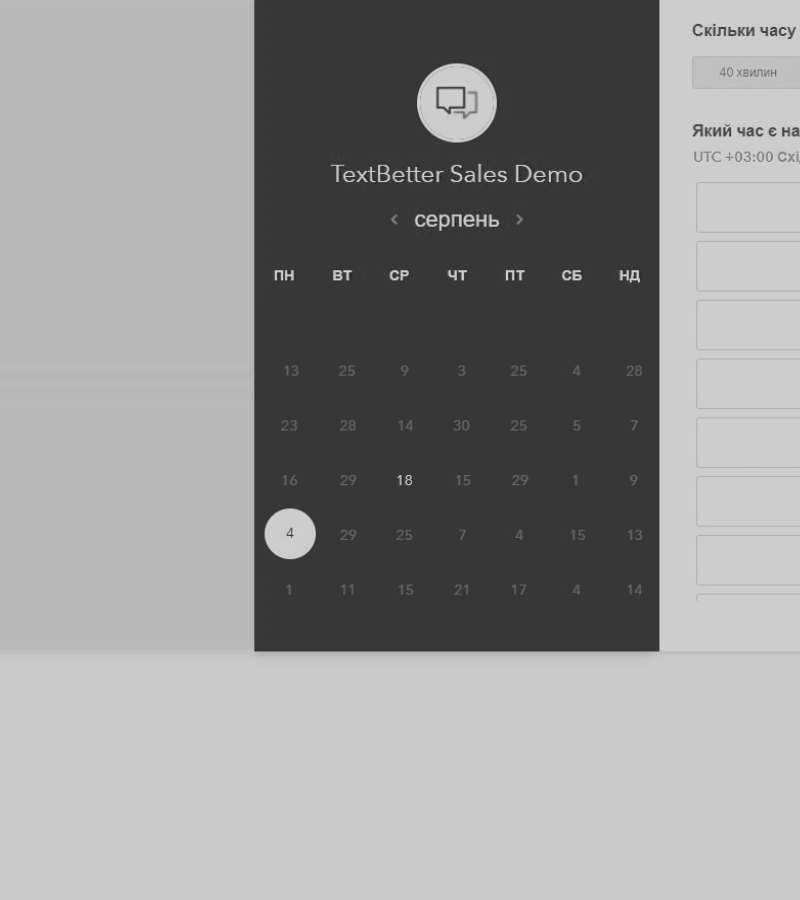 TextBetter Sales Demo
серпень
ПН ВТ СР ЧТ ПТ СБ НД
13 25 9 3 25 4 28
23 28 14 30 25 5 7
16 29 18 15 29 1 9
4 29 25 7 4 15 13
1 11 15 21 17 4 14
Скільки часу
40 хвилин
Який час є на
UTC +03:00 Схі